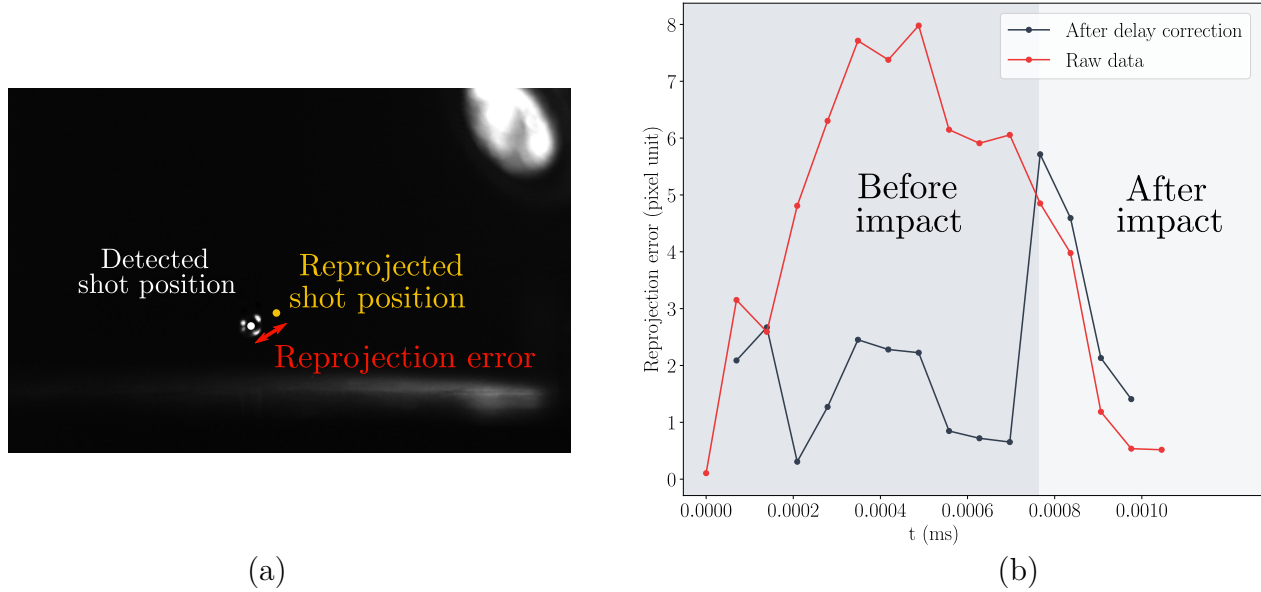 Detected
shot position
Reprojected
shot position
Reprojection error
(a)
After delay correction
Raw data
Before
impact
After
impact
Reprojection error (pixel unit)
8
7
6
5
4
3
2
1
0
0.0000
0.0002
0.0004
0.0006
0.0008
0.0010
t (ms)
(b)